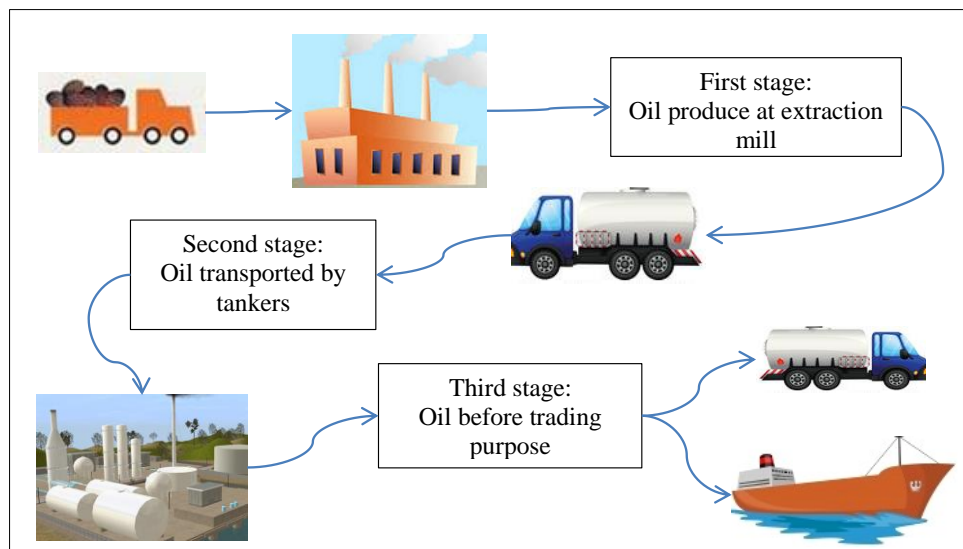 First stage:
Oil produce at extraction
mill
Second stage:
Oil transported by
tankers
Third stage:
Oil before trading
purpose